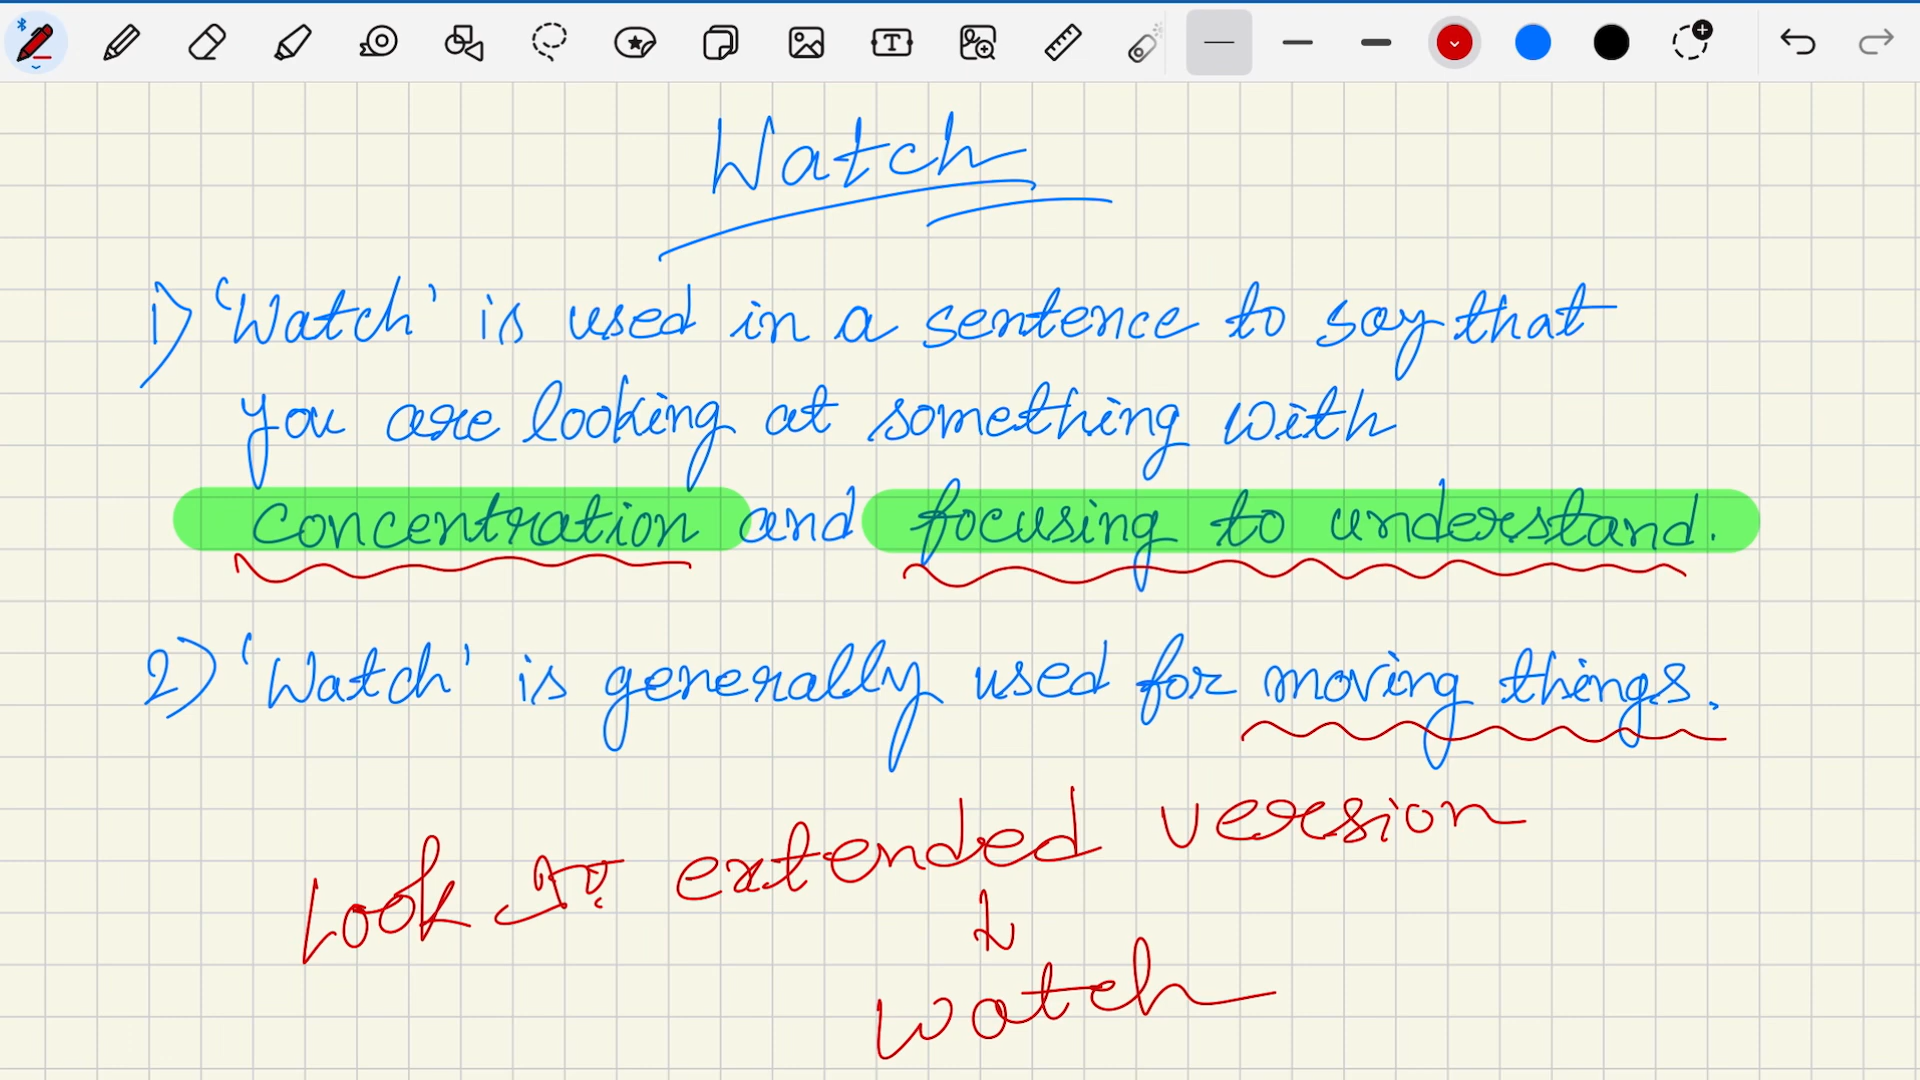 Watch
1) 'Watch' is used in a sentence to say that
you are looking at something with
concentration and focusing to understand.
2) 'Watch' is generally used for moving things.
Look का extended version
↓
Watch